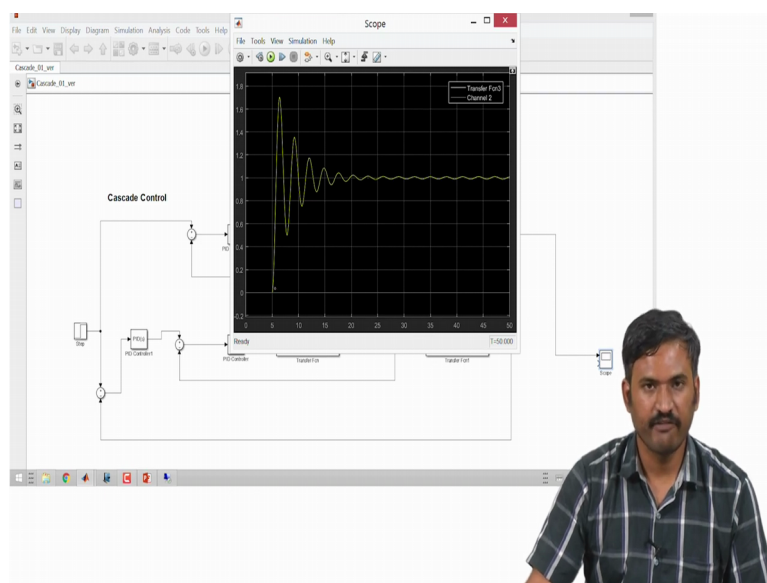 File Edit View Display Diagram Simulation Analysis Code Tools Help
Cascade_01_ver
Cascade_01_ver
Scope
File Tools View Simulation Help
Transfer Fcn3
Channel 2
1.8
1.6
1.4
1.2
1
0.8
0.6
0.4
0.2
0
-0.2
0 5 10 15 20 25 30 35 40 45 50
Ready T=50.000
Cascade Control
PID
Step
PID(s)
PID Controller1
PID Controller
Transfer Fcn
Transfer Fcn1
Scope